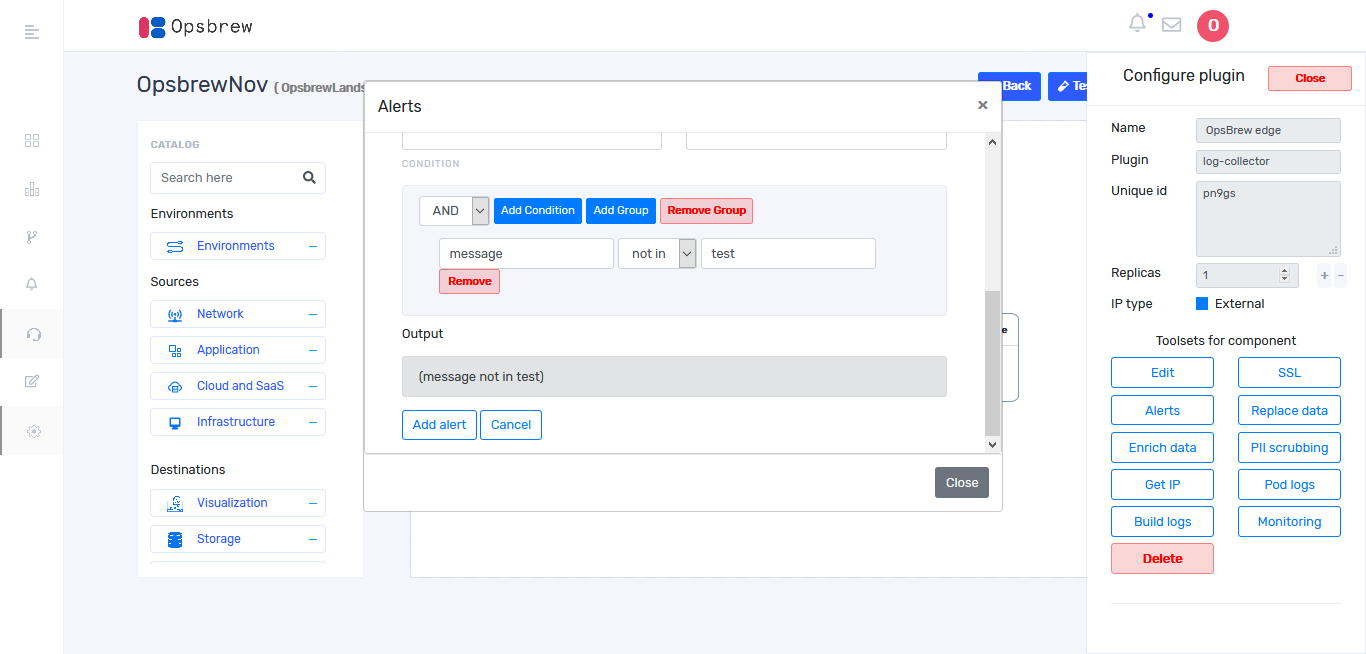 Opsbrew
O
OpsbrewNov ( OpsbrewLands
Back
Tes
CATALOG
Search here
Environments
Environments
Sources
Network
Application
Cloud and SaaS
Infrastructure
Destinations
Visualization
Storage
Alerts
×
CONDITION
AND
Add Condition
Add Group
Remove Group
message
not in
test
Remove
Output
(message not in test)
Add alert
Cancel
Close
e
Configure plugin
Close
Name
OpsBrew edge
Plugin
log-collector
Unique id
pn9gs
Replicas
1
+
-
IP type
External
Toolsets for component
Edit
SSL
Alerts
Replace data
Enrich data
PII scrubbing
Get IP
Pod logs
Build logs
Monitoring
Delete